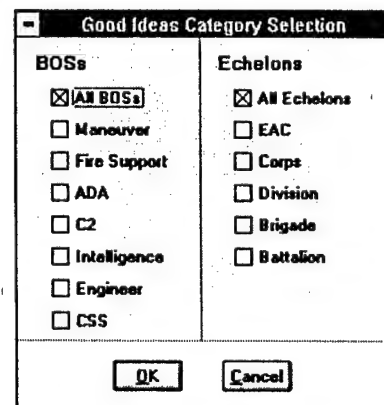 Good Ideas Category Selection
BOSs
All BOSs
Maneuver
Fire Support
ADA
C2
Intelligence
Engineer
CSS
Echelons
All Echelons
EAC
Corps
Division
Brigade
Battalion
OK
Cancel